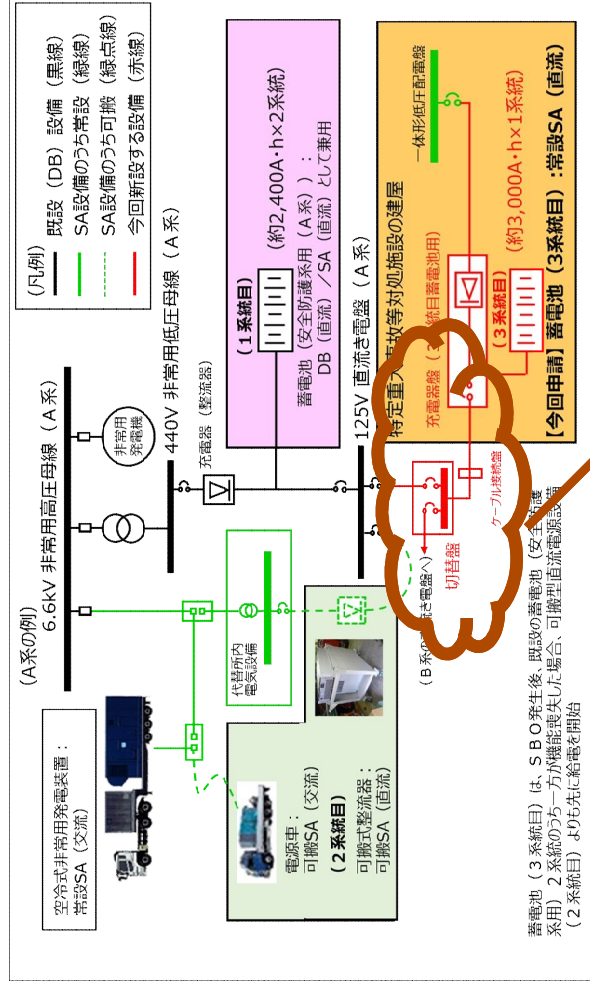 (凡例)
既設（DB）設備（黒線）
SA設備のうち常設（緑線）
SA設備のうち可搬（緑点線）
今回新設する設備（赤線）
(A系の例)
6.6kV 非常用高圧母線（A系）
非常用
発電機
440V 非常用低圧母線（A系）
充電器（整流器）
(1系統目)
(約2,400A･h×2系統)
蓄電池（安全防護系用（A系））：
DB（直流）／SA（直流）として兼用
125V 直流き電盤（A系）
特定重大事故等対処施設の建屋
一体形低圧配電盤
充電器盤（3系統目蓄電池用）
(3系統目)
(約3,000A･h×1系統)
【今回申請】蓄電池（3系統目）:常設SA（直流）
ケーブル接続盤
切替盤
代替所内
電気設備
空冷式非常用発電装置：
常設SA（交流）
電源車：
可搬SA（交流）
(2系統目)
可搬式整流器：
可搬SA（直流）
蓄電池（3系統目）は、SBO発生後、既設の蓄電池（安全防護
系用）2系統のうち一方が機能喪失した場合、可搬型直流電源設備
（2系統目）よりも先に給電を開始